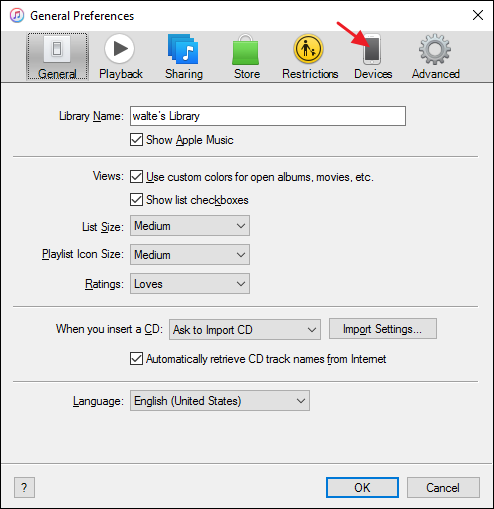 General Preferences
General Playback Sharing Store Restrictions Devices Advanced
Library Name: walte's Library
Show Apple Music
Views: Use custom colors for open albums, movies, etc.
Show list checkboxes
List Size: Medium
Playlist Icon Size: Medium
Ratings: Loves
When you insert a CD: Ask to Import CD Import Settings...
Automatically retrieve CD track names from Internet
Language: English (United States)
? OK Cancel